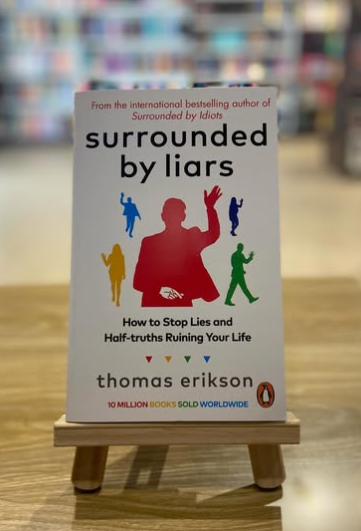 From the international bestselling author of
Surrounded by Idiots
surrounded
by liars
How to Stop Lies and
Half-truths Ruining Your Life
thomas erikson
10 MILLION BOOKS SOLD WORLDWIDE